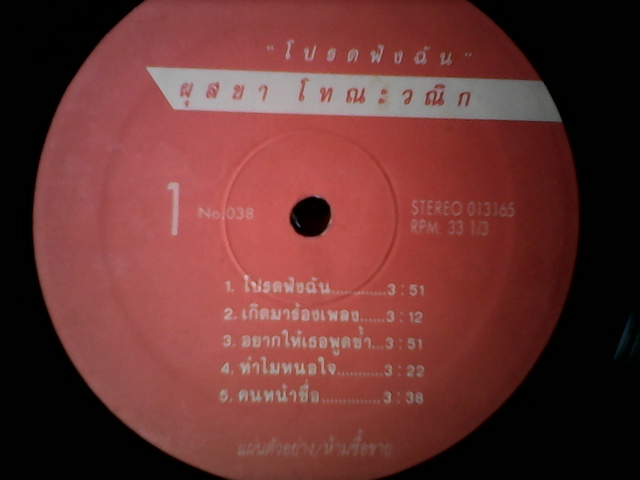 "โปรดฟังฉัน"
ผุสชา โทณะวณิก
1 No.038
STEREO 013165
RPM. 33 1/3
1. โปรดฟังฉัน............3:51
2. เกิดมาร้องเพลง......3:12
3. อยากให้เธอพูดซ้ำ...3:51
4. ทำไมหนอใจ..........3:22
5. คนหน้าซื่อ.............3:38
แผ่นตัวอย่าง/ห้ามซื้อขาย